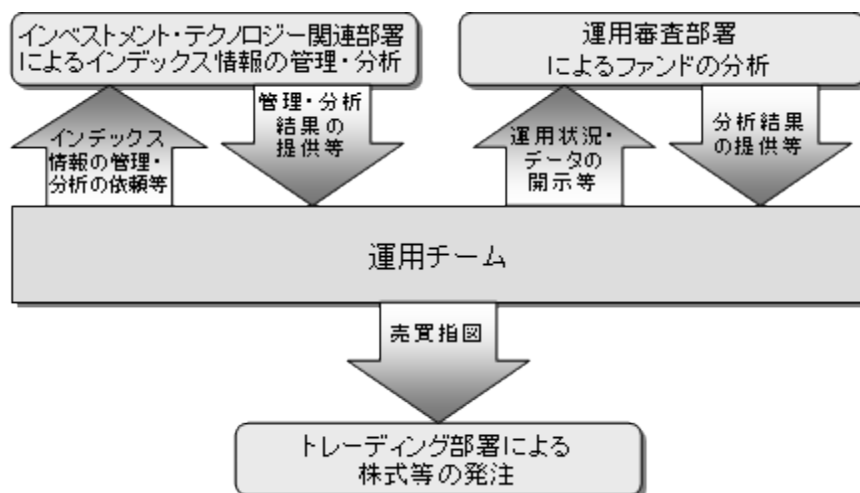 インベストメント・テクノロジー関連部署
によるインデックス情報の管理・分析
運用審査部署
によるファンドの分析
インデックス
情報の管理・
分析の依頼等
管理・分析
結果の
提供等
運用状況・
データの
開示等
分析結果
の提供等
運用チーム
売買指図
トレーディング部署による
株式等の発注